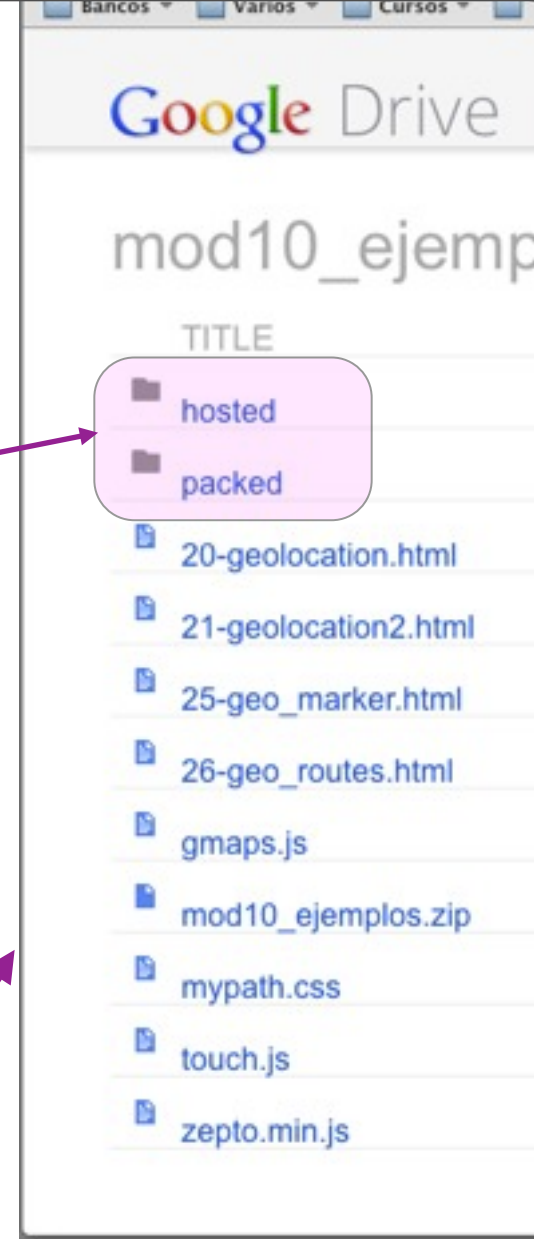 Bancos Varios Cursos
Google Drive
mod10_ejemp
TITLE
hosted
packed
20-geolocation.html
21-geolocation2.html
25-geo_marker.html
26-geo_routes.html
gmaps.js
mod10_ejemplos.zip
mypath.css
touch.js
zepto.min.js